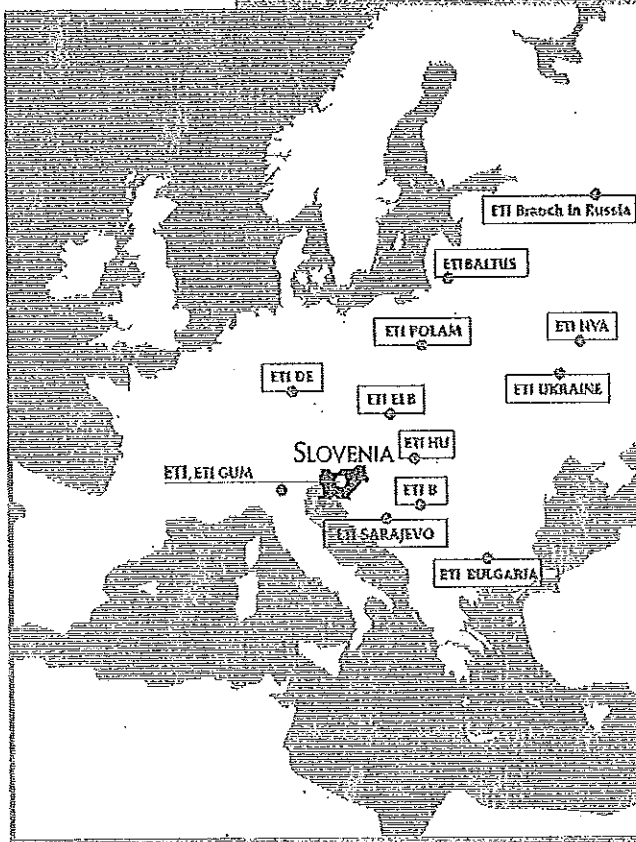 ETI Branch in Russia
ETI BALTUS
ETI POLAM
ETI NVA
ETI DE
ETI UKRAINE
ETI ELB
ETI HU
SLOVENIA
ETI, ETI GUM
ETI B
ETI SARAJEVO
ETI BULGARIA